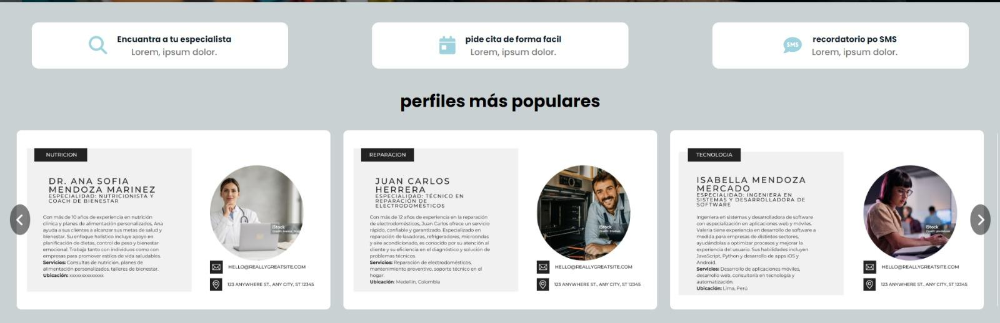 Encuantra a tu especialista
Lorem, ipsum dolor.
pide cita de forma facil
Lorem, ipsum dolor.
SMS
recordatorio po SMS
Lorem, ipsum dolor.
perfiles más populares
NUTRICION
DR. ANA SOFIA
MENDOZA MARINEZ
ESPECIALIDAD: NUTRICIONISTA Y
COACH DE BIENESTAR
Con más de 10 años de experiencia en nutrición
clínica y planes de alimentación personalizados, Ana
ayuda a sus clientes a alcanzar sus metas de salud y
bienestar. Su enfoque holístico incluye apoyo en
planificación de dietas, control de peso y bienestar
emocional. Trabaja tanto con individuos como con
empresas para promover estilos de vida saludables.
Servicios: Consultas de nutrición, planes de
alimentación personalizados, talleres de bienestar.
Ubicación: xxxxxxxxxxxxxx
iStock
HELLO@REALLYGREATSITE.COM
123 ANYWHERE ST., ANY CITY, ST 12345
REPARACION
JUAN CARLOS
HERRERA
ESPECIALIDAD: TÉCNICO EN
REPARACIÓN DE
ELECTRODOMÉSTICOS
Con más de 12 años de experiencia en la reparación
de electrodomésticos, Juan Carlos ofrece un servicio
rápido, confiable y garantizado. Especializado en
reparación de lavadoras, refrigeradores, microondas
y aire acondicionado, es conocido por su atención al
cliente y su eficiencia en el diagnóstico y solución de
problemas técnicos.
Servicios: Reparación de electrodomésticos,
mantenimiento preventivo, soporte técnico en el
hogar.
Ubicación: Medellín, Colombia
iStock
HELLO@REALLYGREATSITE.COM
123 ANYWHERE ST., ANY CITY, ST 12345
TECNOLOGIA
ISABELLA MENDOZA
MERCADO
ESPECIALIDAD: INGENIERA EN
SISTEMAS Y DESARROLLADORA DE
SOFTWARE
Ingeniera en sistemas y desarrolladora de software
con especialización en aplicaciones web y móviles.
Valeria tiene experiencia en desarrollo de software a
medida para empresas de distintos sectores,
ayudándolas a optimizar procesos y mejorar la
experiencia del usuario. Sus habilidades incluyen
JavaScript, Python y desarrollo de apps iOS y
Android.
Servicios: Desarrollo de aplicaciones móviles,
desarrollo web, consultoría en tecnología y
automatización.
Ubicación: Lima, Perú
iStock
HELLO@REALLYGREATSITE.COM
123 ANYWHERE ST., ANY CITY, ST 12345